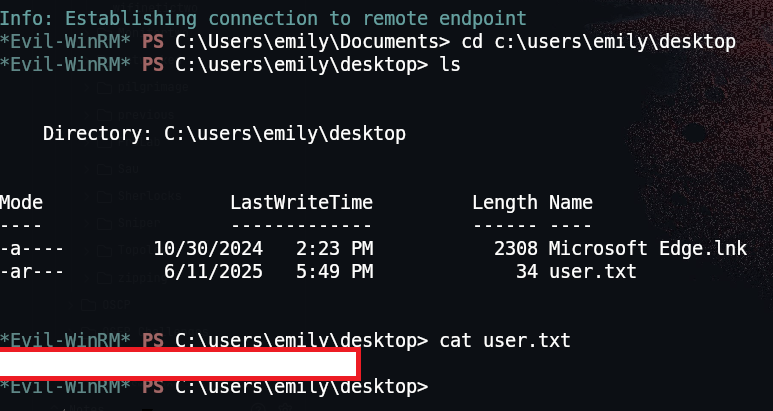 Info: Establishing connection to remote endpoint
*Evil-WinRM* PS C:\Users\emily\Documents> cd c:\users\emily\desktop
*Evil-WinRM* PS C:\users\emily\desktop> ls
Directory: C:\users\emily\desktop
Mode LastWriteTime Length Name
---- ------------- ------ ----
-a---- 10/30/2024 2:23 PM 2308 Microsoft Edge.lnk
-ar--- 6/11/2025 5:49 PM 34 user.txt
*Evil-WinRM* PS C:\users\emily\desktop> cat user.txt
*Evil-WinRM* PS C:\users\emily\desktop>